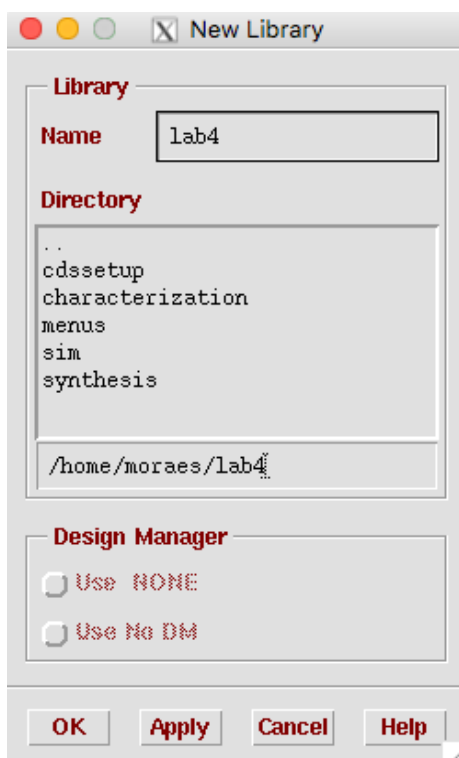 New Library
Library
Name lab4
Directory
..
cdssetup
characterization
menus
sim
synthesis
/home/moraes/lab4
Design Manager
Use NONE
Use No DM
OK Apply Cancel Help